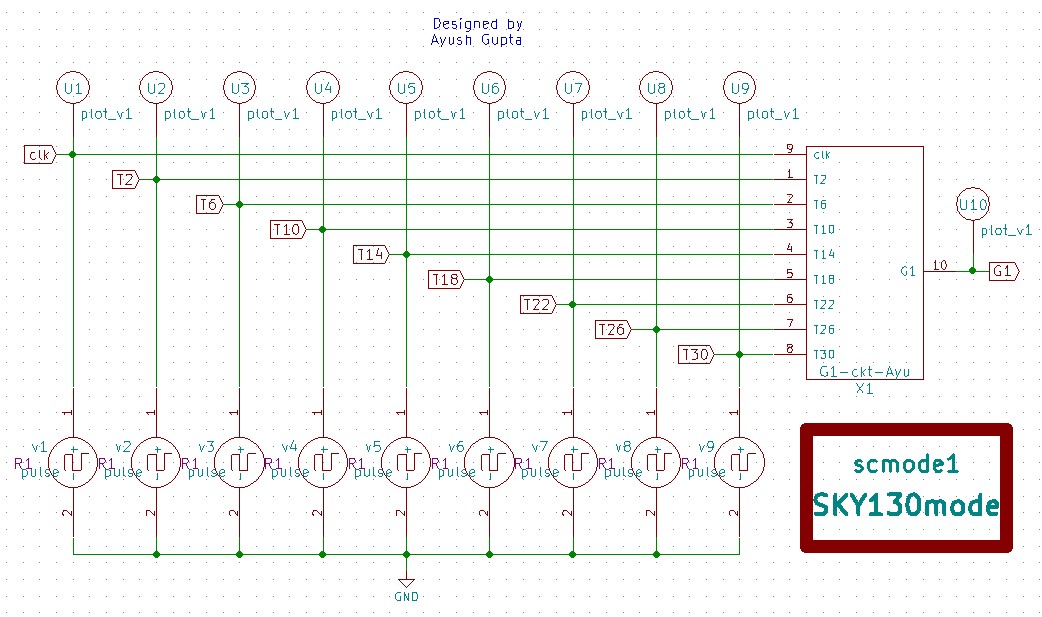 Designed by
Ayush Gupta
U1 U2 U3 U4 U5 U6 U7 U8 U9
plot_v1 plot_v1 plot_v1 plot_v1 plot_v1 plot_v1 plot_v1 plot_v1 plot_v1
clk 9 clk
T2 1 T2
T6 2 T6
U10
T10 3 T10
plot_v1
T14 4 T14
G1 10 G1
T18 5 T18
T22 6 T22
T26 7 T26
T30 8 T30
G1-ckt-Ayu
X1
1 1 1 1 1 1 1 1 1
v1 v2 v3 v4 v5 v6 v7 v8 v9
R1 R1 R1 R1 R1 R1 R1 R1 R1
pulse pulse pulse pulse pulse pulse pulse pulse pulse
2 2 2 2 2 2 2 2 2
scmode1
SKY130mode
GND